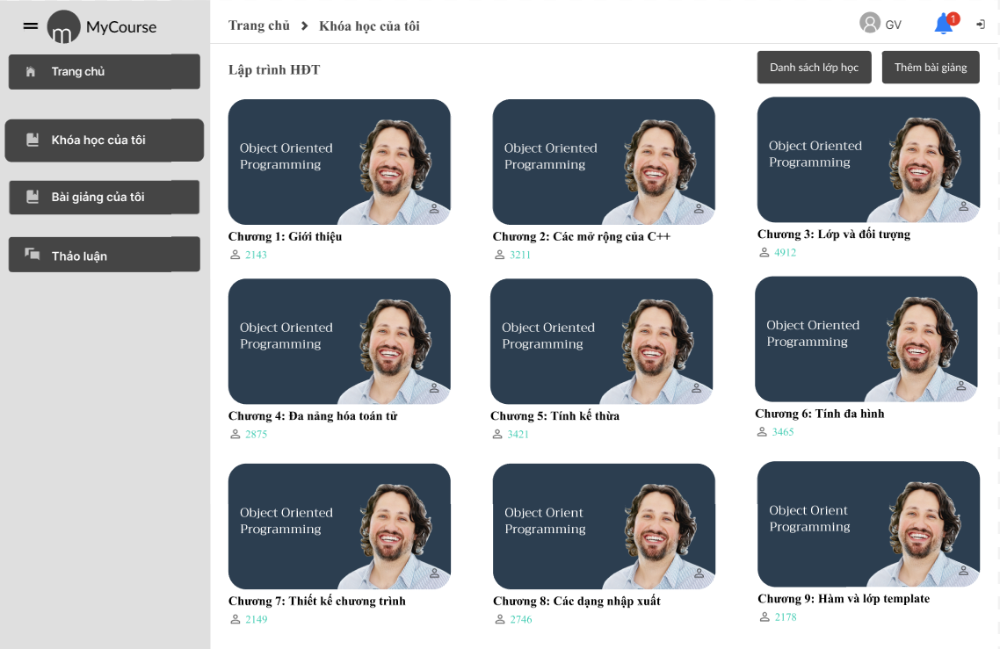 MyCourse
Trang chủ
Khóa học của tôi
Bài giảng của tôi
Thảo luận
Trang chủ > Khóa học của tôi
GV
1
Lập trình HĐT
Danh sách lớp học
Thêm bài giảng
Object Oriented
Programming
Chương 1: Giới thiệu
2143
Object Oriented
Programming
Chương 2: Các mở rộng của C++
3211
Object Oriented
Programming
Chương 3: Lớp và đối tượng
4912
Object Oriented
Programming
Chương 4: Đa năng hóa toán tử
2875
Object Oriented
Programming
Chương 5: Tính kế thừa
3421
Object Oriented
Programming
Chương 6: Tính đa hình
3465
Object Oriented
Programming
Chương 7: Thiết kế chương trình
2149
Object Orient
Programming
Chương 8: Các dạng nhập xuất
2746
Object Orient
Programming
Chương 9: Hàm và lớp template
2178